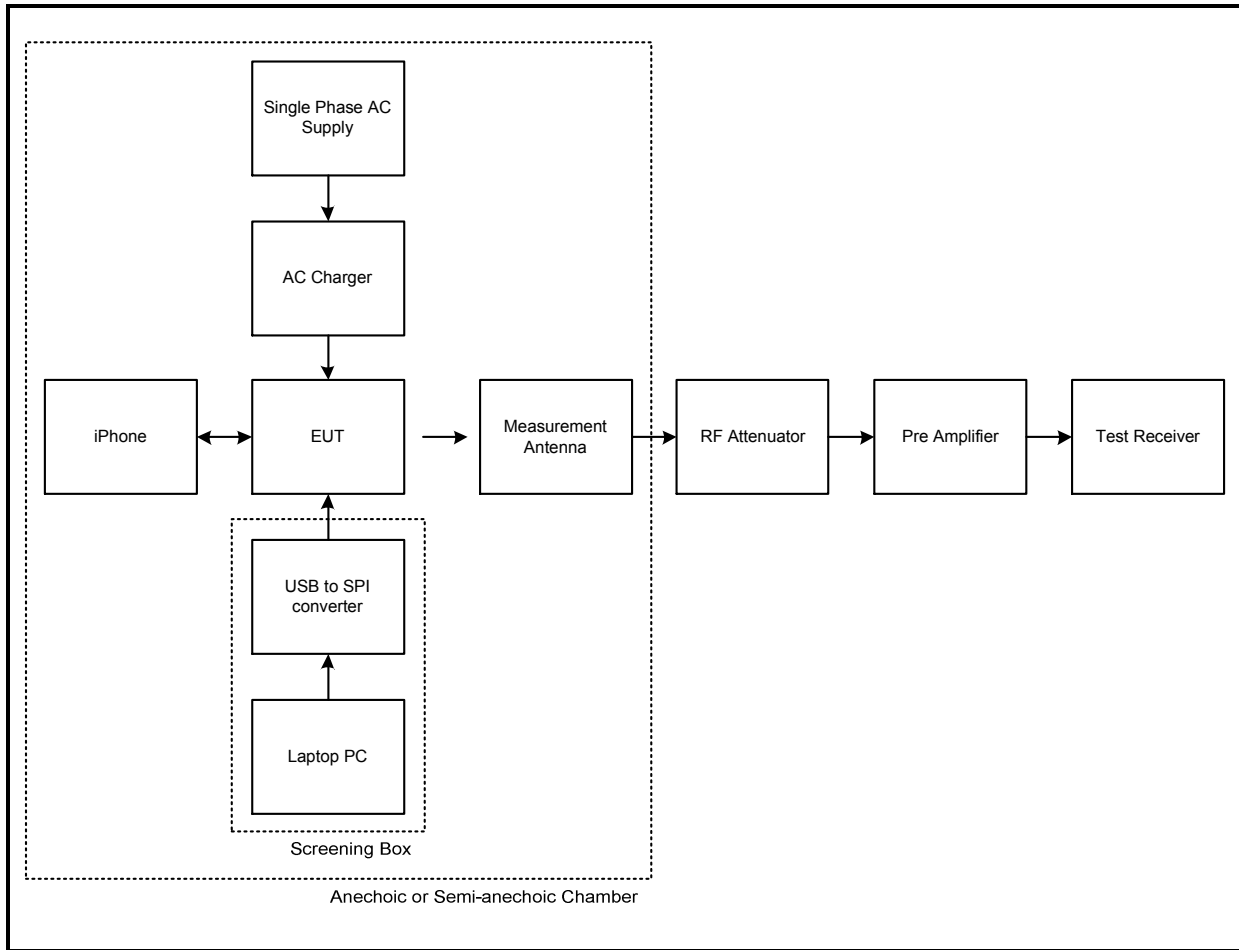 Single Phase AC
Supply
AC Charger
iPhone
EUT
Measurement
Antenna
RF Attenuator
Pre Amplifier
Test Receiver
USB to SPI
converter
Laptop PC
Screening Box
Anechoic or Semi-anechoic Chamber